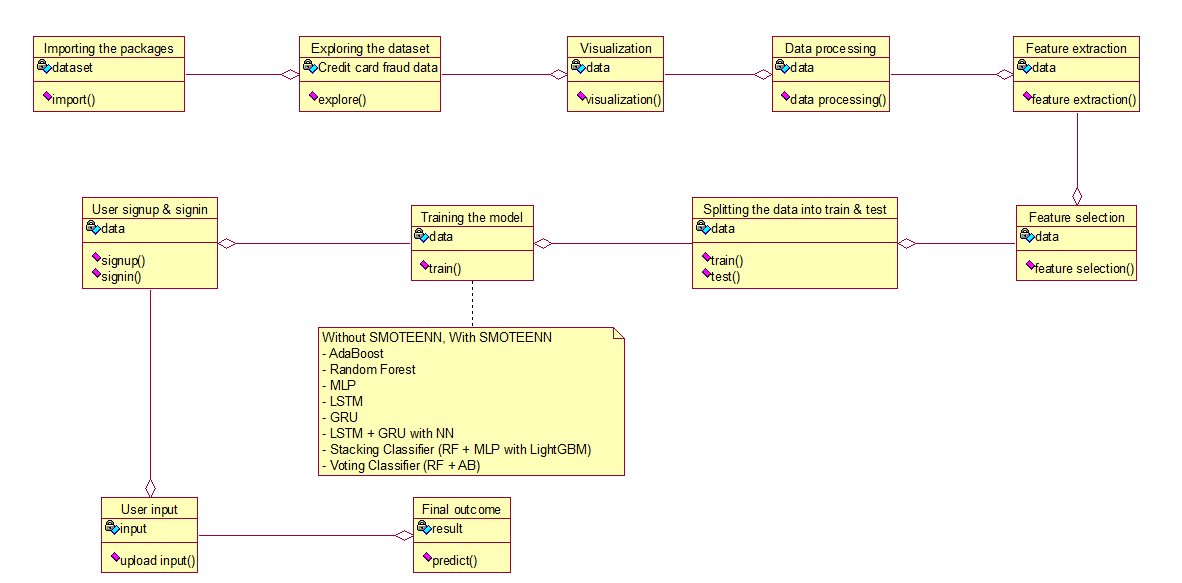 Importing the packages
dataset
import()
Exploring the dataset
Credit card fraud data
explore()
Visualization
data
visualization()
Data processing
data
data processing()
Feature extraction
data
feature extraction()
User signup & signin
data
signup()
signin()
Training the model
data
train()
Splitting the data into train & test
data
train()
test()
Feature selection
data
feature selection()
Without SMOTEENN, With SMOTEENN
- AdaBoost
- Random Forest
- MLP
- LSTM
- GRU
- LSTM + GRU with NN
- Stacking Classifier (RF + MLP with LightGBM)
- Voting Classifier (RF + AB)
User input
input
upload input()
Final outcome
result
predict()